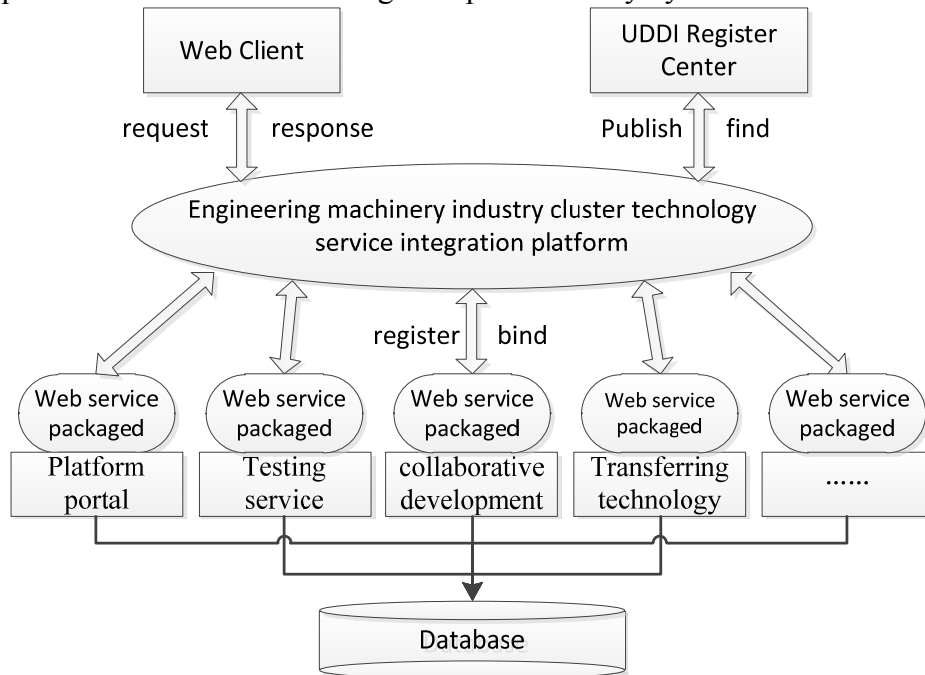 Web Client
UDDI Register
Center
request
response
Publish
find
Engineering machinery industry cluster technology
service integration platform
register
bind
Web service
packaged
Web service
packaged
Web service
packaged
Web service
packaged
Web service
packaged
Platform
portal
Testing
service
collaborative
development
Transferring
technology
......
Database